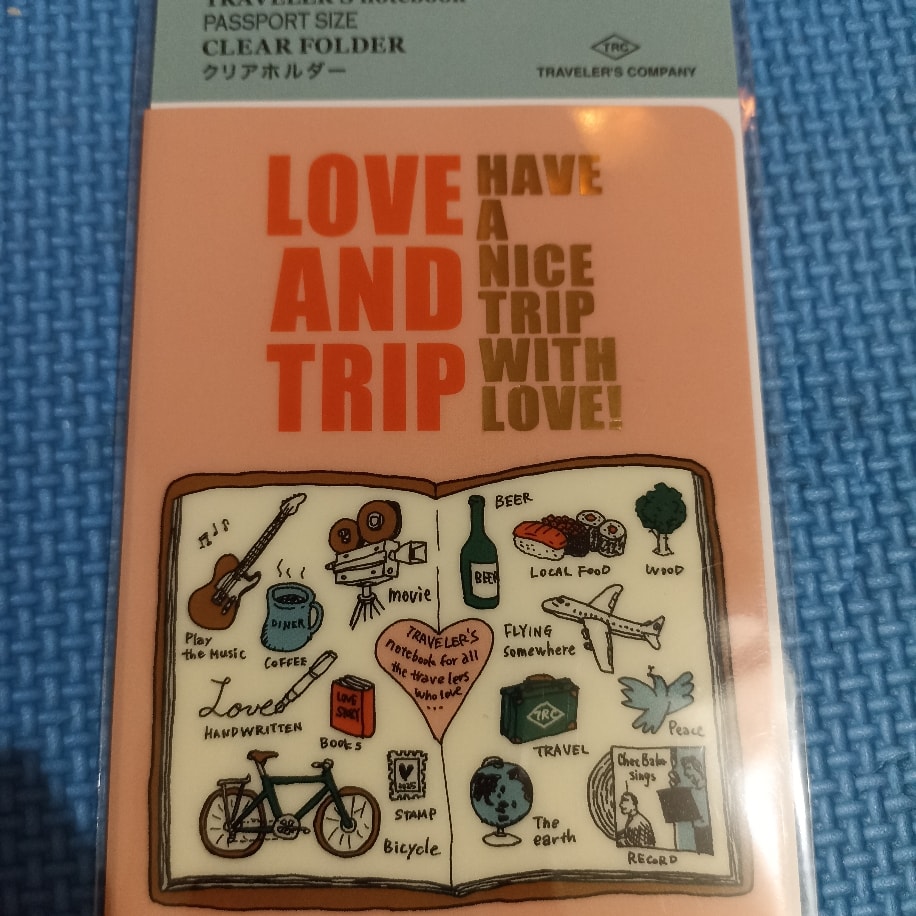 TRAVELER'S notebook
PASSPORT SIZE
CLEAR FOLDER
クリアホルダー
TRC
TRAVELER'S COMPANY
LOVE
AND
TRIP
HAVE
A
NICE
TRIP
WITH
LOVE!
Play
the Music
DINER
COFFEE
movie
Love
HANDWRITTEN
LOVE
STORY
BOOKS
2025
STAMP
Bicycle
TRAVELER'S
notebook for all
the travelers
who love
...
BEER
BEER
LOCAL FOOD
WOOD
FLYING
Somewhere
TRC
TRAVEL
Peace
The
earth
Chet Baker
sings
RECORD